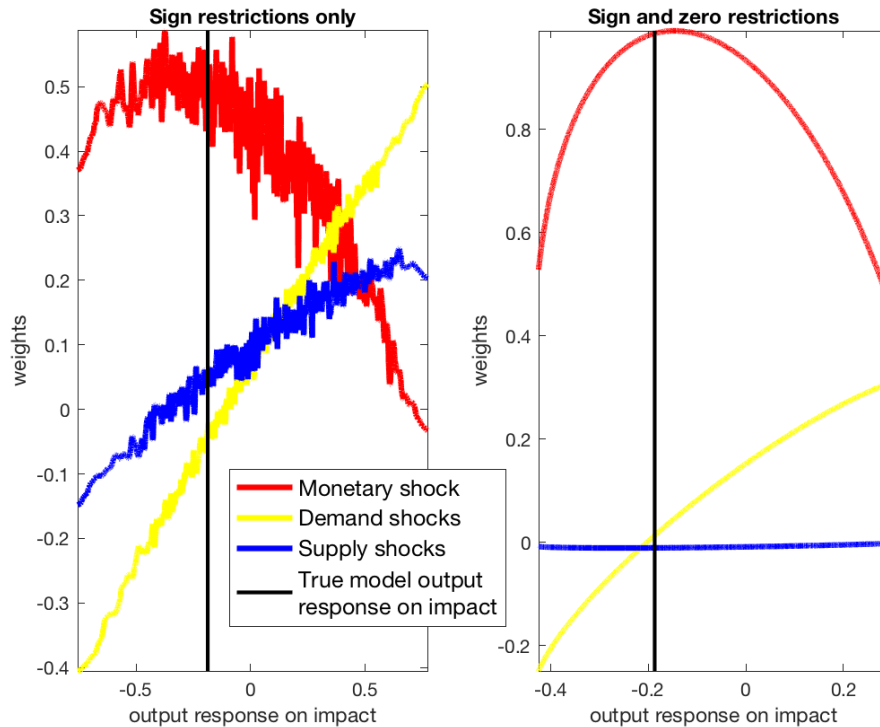 Sign restrictions only
weights
0.5
0.4
0.3
0.2
0.1
0
-0.1
-0.2
-0.3
-0.4
-0.5
0
0.5
output response on impact
Monetary shock
Demand shocks
Supply shocks
True model output
response on impact
Sign and zero restrictions
weights
0.8
0.6
0.4
0.2
0
-0.2
-0.4
-0.2
0
0.2
output response on impact